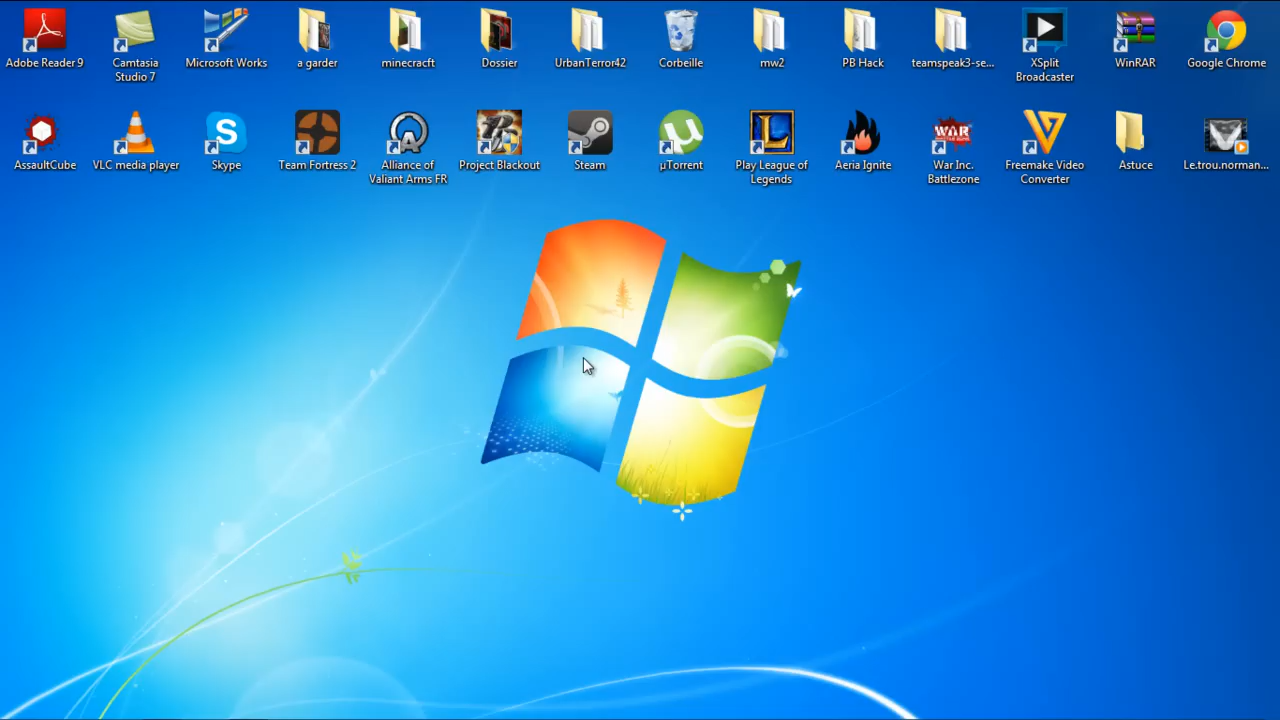 Adobe Reader 9
Camtasia
Studio 7
Microsoft Works
a garder
minecracft
Dossier
UrbanTerror42
Corbeille
mw2
PB Hack
teamspeak3-se...
XSplit
Broadcaster
WinRAR
Google Chrome
AssaultCube
VLC media player
Skype
Team Fortress 2
Alliance of
Valiant Arms FR
Project Blackout
Steam
µTorrent
Play League of
Legends
Aeria Ignite
War Inc.
Battlezone
Freemake Video
Converter
Astuce
Le.trou.norman...